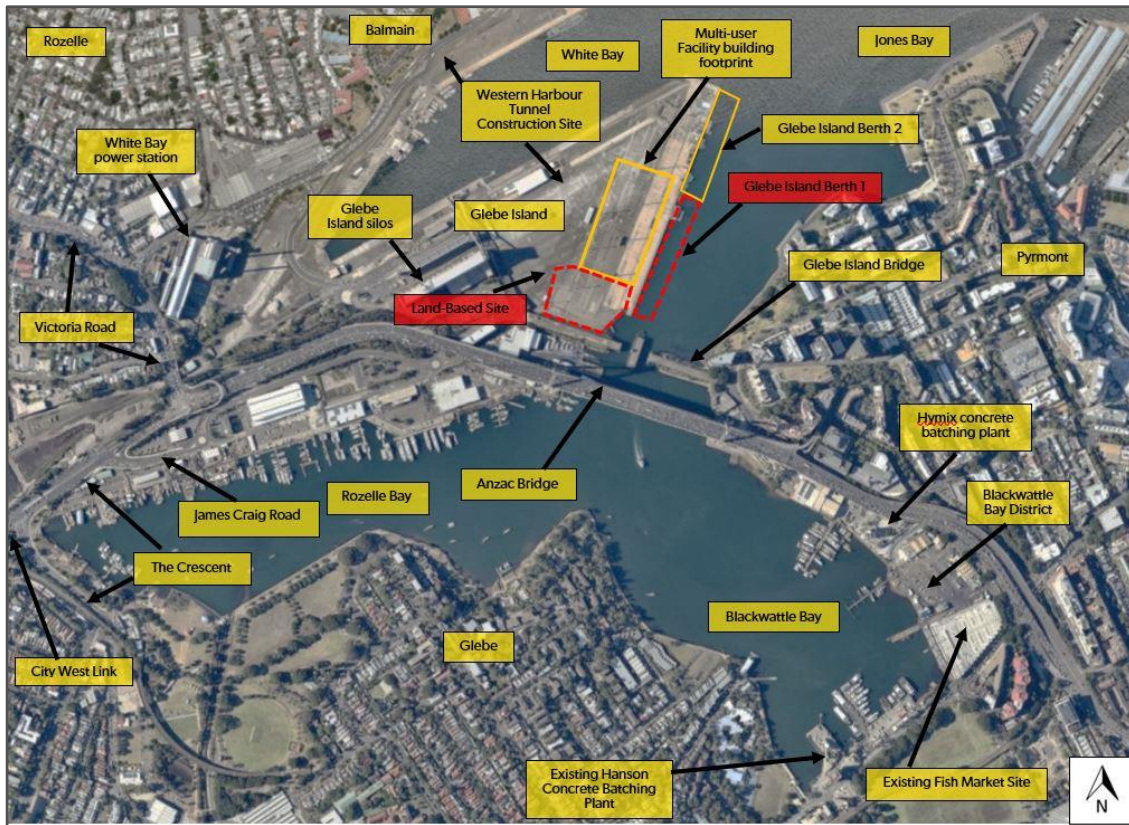 Rozelle
Balmain
White Bay
Multi-user
Facility building
footprint
Jones Bay
Western Harbour
Tunnel
Construction Site
White Bay
power station
Glebe Island Berth 2
Glebe
Island silos
Glebe Island
Glebe Island Berth 1
Glebe Island Bridge
Pyrmont
Land-Based Site
Victoria Road
Hymix concrete
batching plant
Anzac Bridge
Rozelle Bay
James Craig Road
Blackwattle
Bay District
The Crescent
Blackwattle Bay
Glebe
City West Link
Existing Hanson
Concrete Batching
Plant
Existing Fish Market Site
N